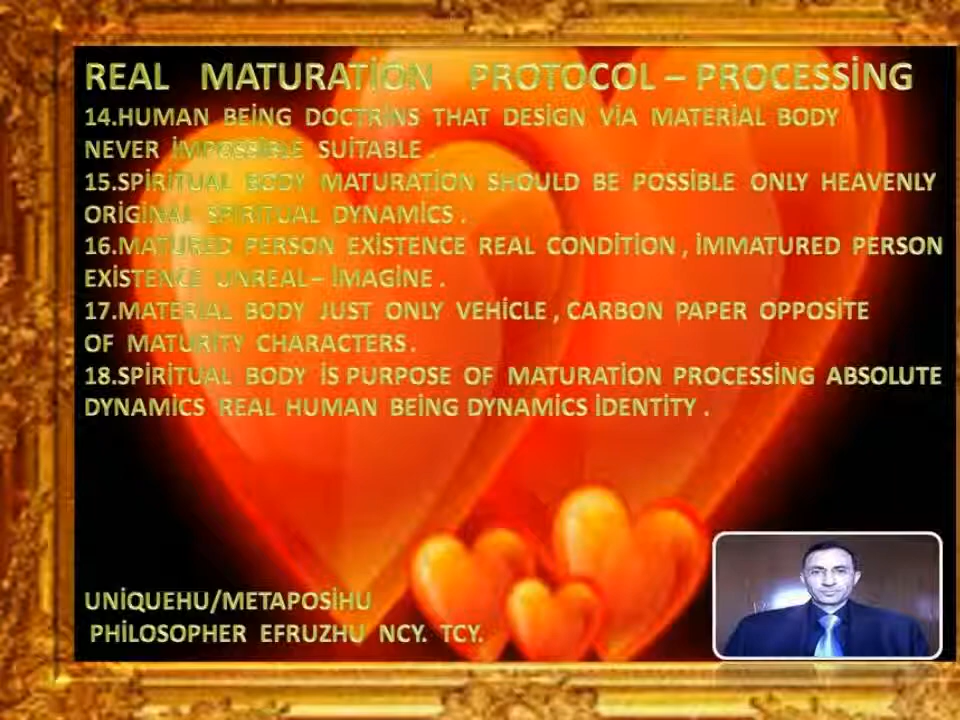 REAL MATURATİON PROTOCOL – PROCESSİNG
14.HUMAN BEİNG DOCTRİNS THAT DESİGN VİA MATERİAL BODY
NEVER İMPOSSİBLE SUİTABLE .
15.SPİRİTUAL BODY MATURATİON SHOULD BE POSSİBLE ONLY HEAVENLY
ORİGİNAL SPIRITUAL DYNAMİCS .
16.MATURED PERSON EXİSTENCE REAL CONDİTİON , İMMATURED PERSON
EXİSTENCE UNREAL – İMAGİNE .
17.MATERİAL BODY JUST ONLY VEHİCLE , CARBON PAPER OPPOSİTE
OF MATURİTY CHARACTERS .
18.SPİRİTUAL BODY İS PURPOSE OF MATURATİON PROCESSİNG ABSOLUTE
DYNAMİCS REAL HUMAN BEİNG DYNAMİCS İDENTİTY .
UNİQUEHU/METAPOSİHU
PHİLOSOPHER EFRUZHU NCY. TCY.